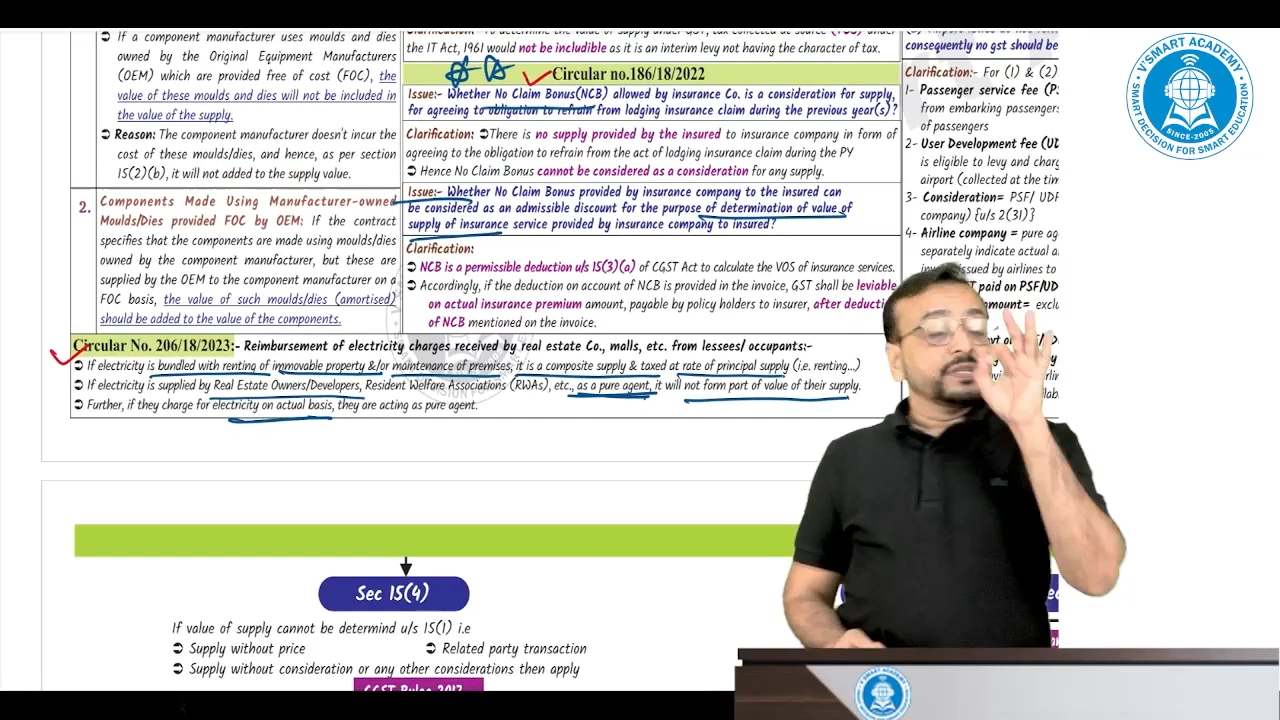 ➲ If a component manufacturer uses moulds and dies
owned by the Original Equipment Manufacturers
(OEM) which are provided free of cost (FOC), the
value of these moulds and dies will not be included in
the value of the supply.
➲ Reason: The component manufacturer doesn't incur the
cost of these moulds/dies, and hence, as per section
15(2)(b), it will not added to the supply value.
2. Components Made Using Manufacturer-owned
Moulds/Dies provided FOC by OEM: If the contract
specifies that the components are made using moulds/dies
owned by the component manufacturer, but these are
supplied by the OEM to the component manufacturer on a
FOC basis, the value of such moulds/dies (amortised)
should be added to the value of the components.
the IT Act, 1961 would not be includible as it is an interim levy not having the character of tax.
Circular no.186/18/2022
Issue:- Whether No Claim Bonus(NCB) allowed by insurance Co. is a consideration for supply,
for agreeing to obligation to refrain from lodging insurance claim during the previous year(s)?
Clarification: ➲There is no supply provided by the insured to insurance company in form of
agreeing to the obligation to refrain from the act of lodging insurance claim during the PY
➲ Hence No Claim Bonus cannot be considered as a consideration for any supply.
Issue:- Whether No Claim Bonus provided by insurance company to the insured can
be considered as an admissible discount for the purpose of determination of value of
supply of insurance service provided by insurance company to insured?
Clarification:
➲ NCB is a permissible deduction u/s 15(3)(a) of CGST Act to calculate the VOS of insurance services.
➲ Accordingly, if the deduction on account of NCB is provided in the invoice, GST shall be leviable
on actual insurance premium amount, payable by policy holders to insurer, after deducti
of NCB mentioned on the invoice.
consequently no gst should be
Clarification:- For (1) & (2)
1- Passenger service fee (PS
from embarking passengers
of passengers
2- User Development fee (UD
is eligible to levy and charg
airport (collected at the tim
3- Consideration= PSF/ UDF
company) {u/s 2(31)}
4- Airline company = pure ag
separately indicate actual a
issued by airlines to
paid on PSF/UD
amount= exclu
Circular No. 206/18/2023:- Reimbursement of electricity charges received by real estate Co., malls, etc. from lessees/ occupants:-
➲ If electricity is bundled with renting of immovable property &/or maintenance of premises, it is a composite supply & taxed at rate of principal supply (i.e. renting...)
➲ If electricity is supplied by Real Estate Owners/Developers, Resident Welfare Associations (RWAs), etc., as a pure agent, it will not form part of value of their supply.
➲ Further, if they charge for electricity on actual basis, they are acting as pure agent.
Sec 15(4)
If value of supply cannot be determind u/s 15(1) i.e
➲ Supply without price
➲ Related party transaction
➲ Supply without consideration or any other considerations then apply
CGST Rules 2017
V'SMART ACADEMY
SINCE-2005
SMART DECISION FOR SMART EDUCATION